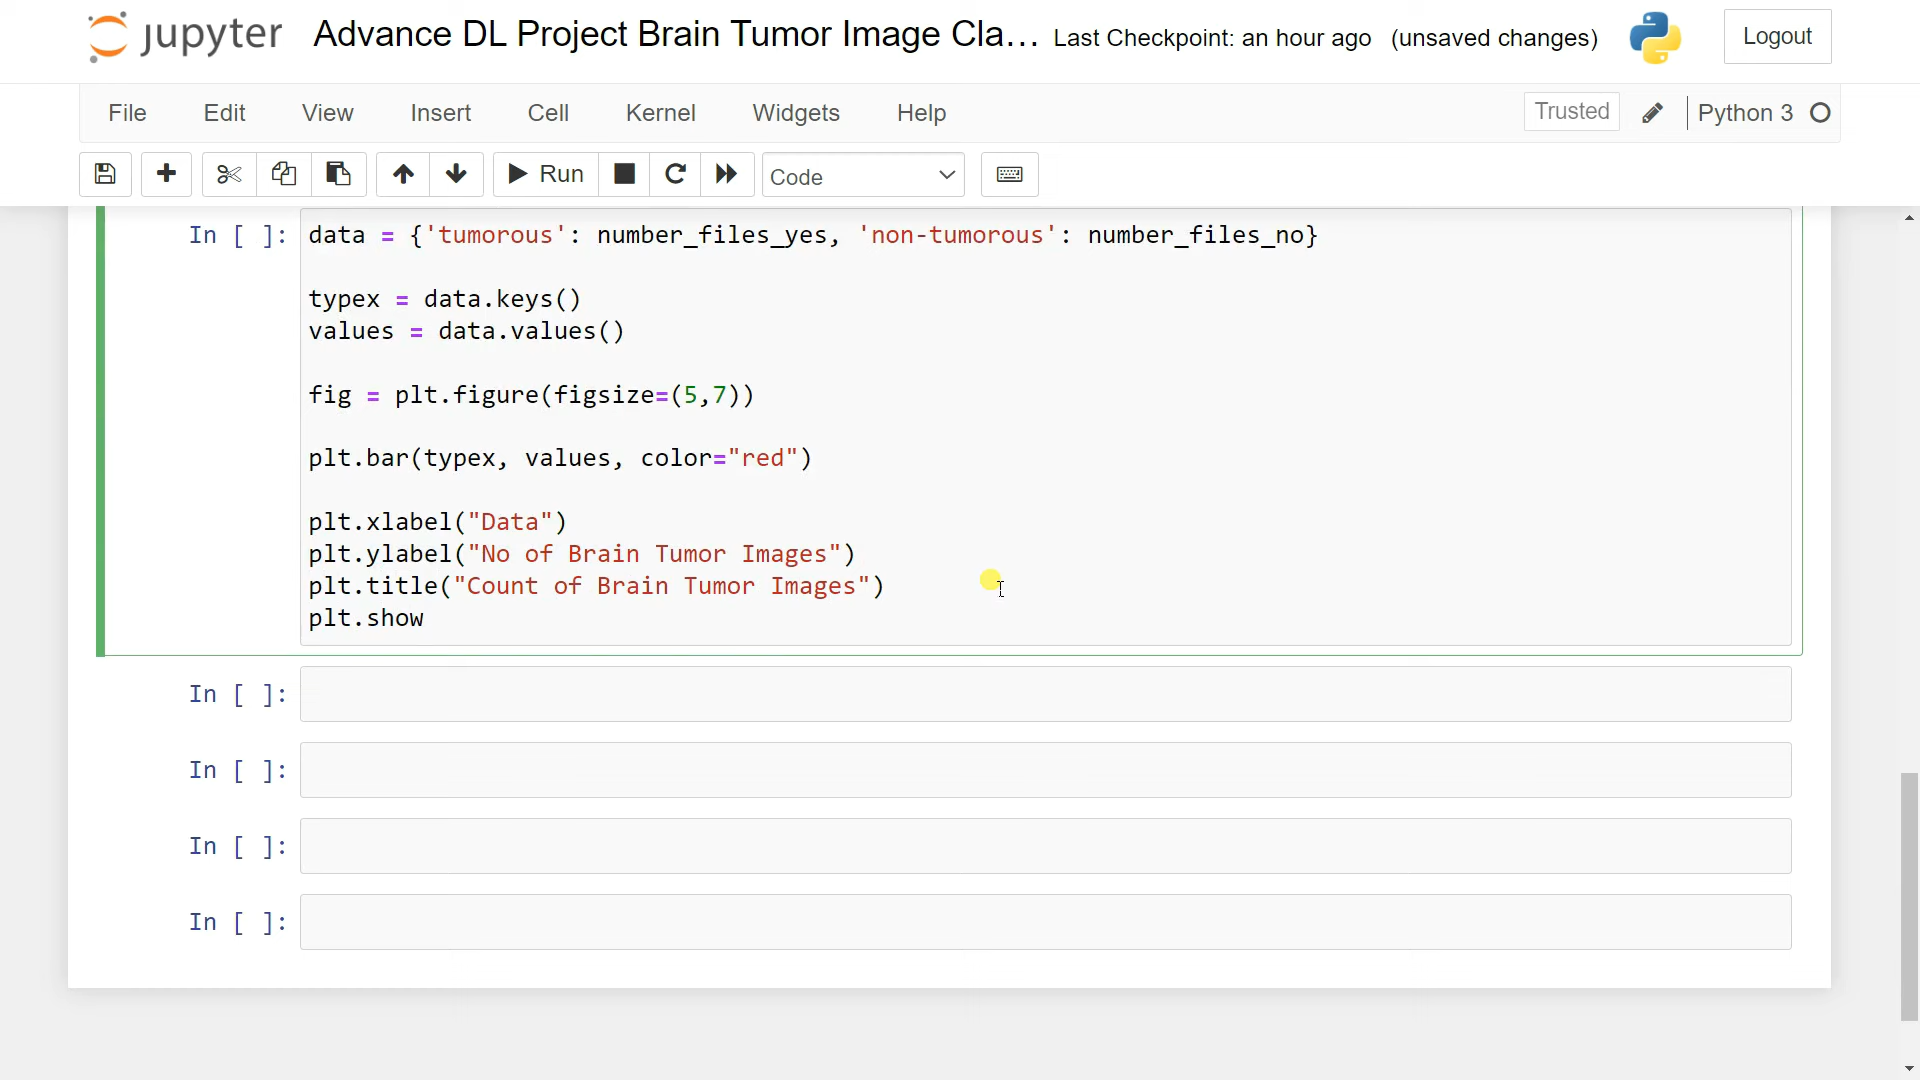 jupyter Advance DL Project Brain Tumor Image Cla... Last Checkpoint: an hour ago (unsaved changes) Logout
File Edit View Insert Cell Kernel Widgets Help Trusted Python 3
Run Code
In [ ]: data = {'tumorous': number_files_yes, 'non-tumorous': number_files_no}
typex = data.keys()
values = data.values()
fig = plt.figure(figsize=(5,7))
plt.bar(typex, values, color="red")
plt.xlabel("Data")
plt.ylabel("No of Brain Tumor Images")
plt.title("Count of Brain Tumor Images")
plt.show
In [ ]:
In [ ]:
In [ ]:
In [ ]: